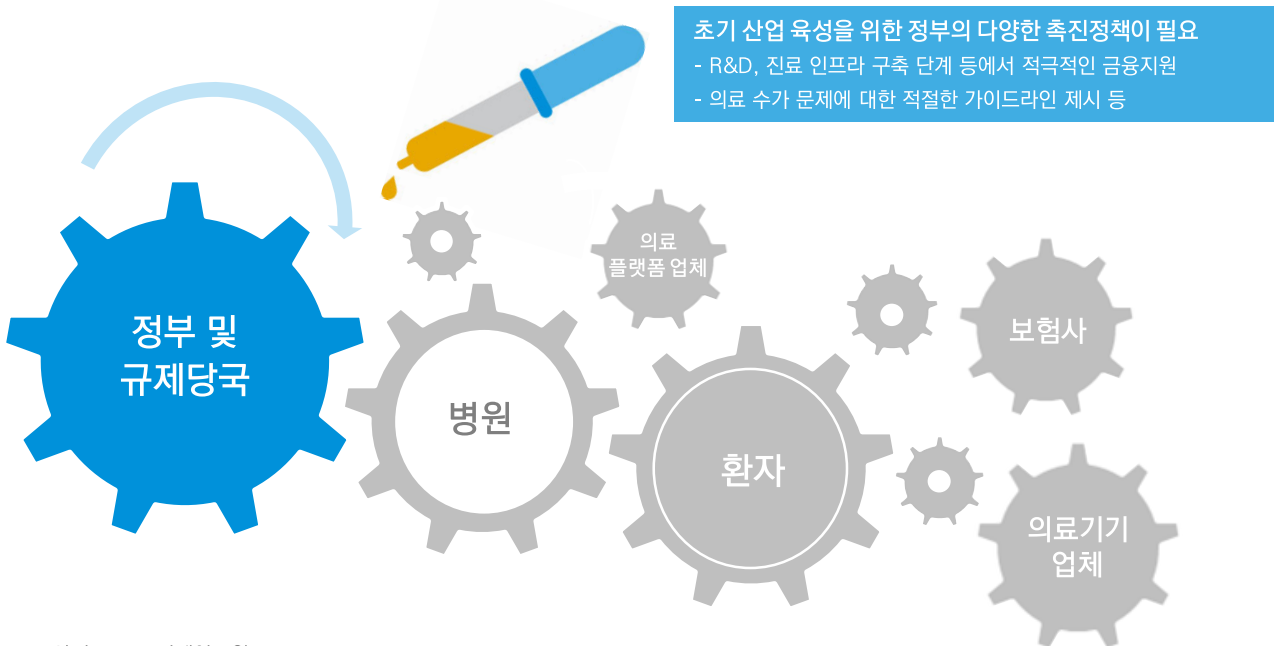 초기 산업 육성을 위한 정부의 다양한 촉진정책이 필요
- R&D, 진료 인프라 구축 단계 등에서 적극적인 금융지원
- 의료 수가 문제에 대한 적절한 가이드라인 제시 등
의료
플랫폼 업체
정부 및
규제당국
보험사
병원
환자
의료기기
업체